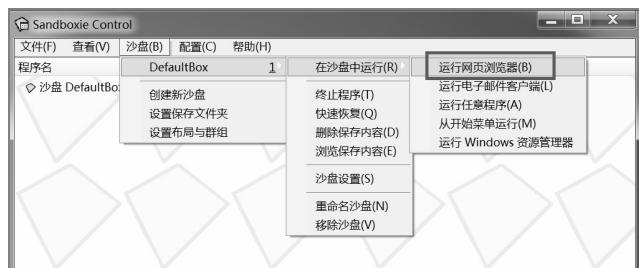 Sandboxie Control
文件(F) 查看(V) 沙盘(B) 配置(C) 帮助(H)
程序名
沙盘 DefaultBo
DefaultBox 1
创建新沙盘
设置保存文件夹
设置布局与群组
在沙盘中运行(R)
终止程序(T)
快速恢复(Q)
删除保存内容(D)
浏览保存内容(E)
沙盘设置(S)
重命名沙盘(N)
移除沙盘(V)
运行网页浏览器(B)
运行电子邮件客户端(L)
运行任意程序(A)
从开始菜单运行(M)
运行 Windows 资源管理器